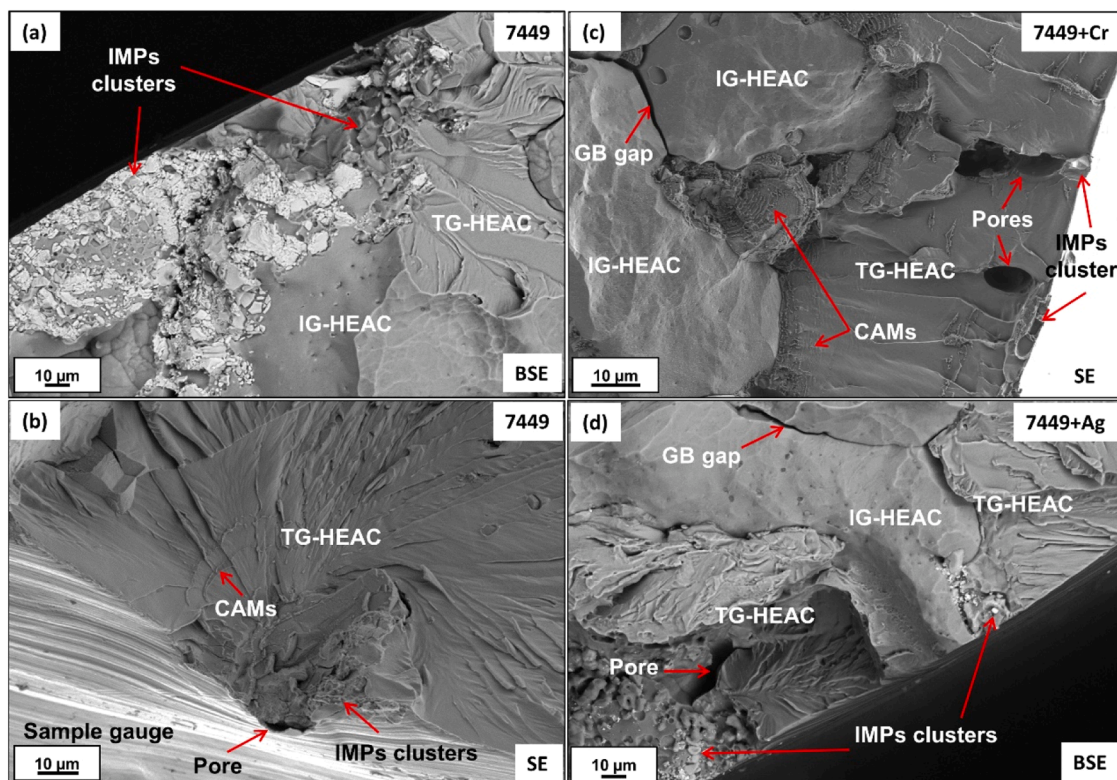 (a)
7449
IMPs
clusters
TG-HEAC
IG-HEAC
10 µm
BSE
(c)
7449+Cr
IG-HEAC
GB gap
Pores
IG-HEAC
TG-HEAC
IMPs
cluster
CAMs
10 µm
SE
(b)
7449
TG-HEAC
CAMs
Sample gauge
Pore
IMPs clusters
10 µm
SE
(d)
7449+Ag
GB gap
TG-HEAC
IG-HEAC
TG-HEAC
Pore
IMPs clusters
10 µm
BSE